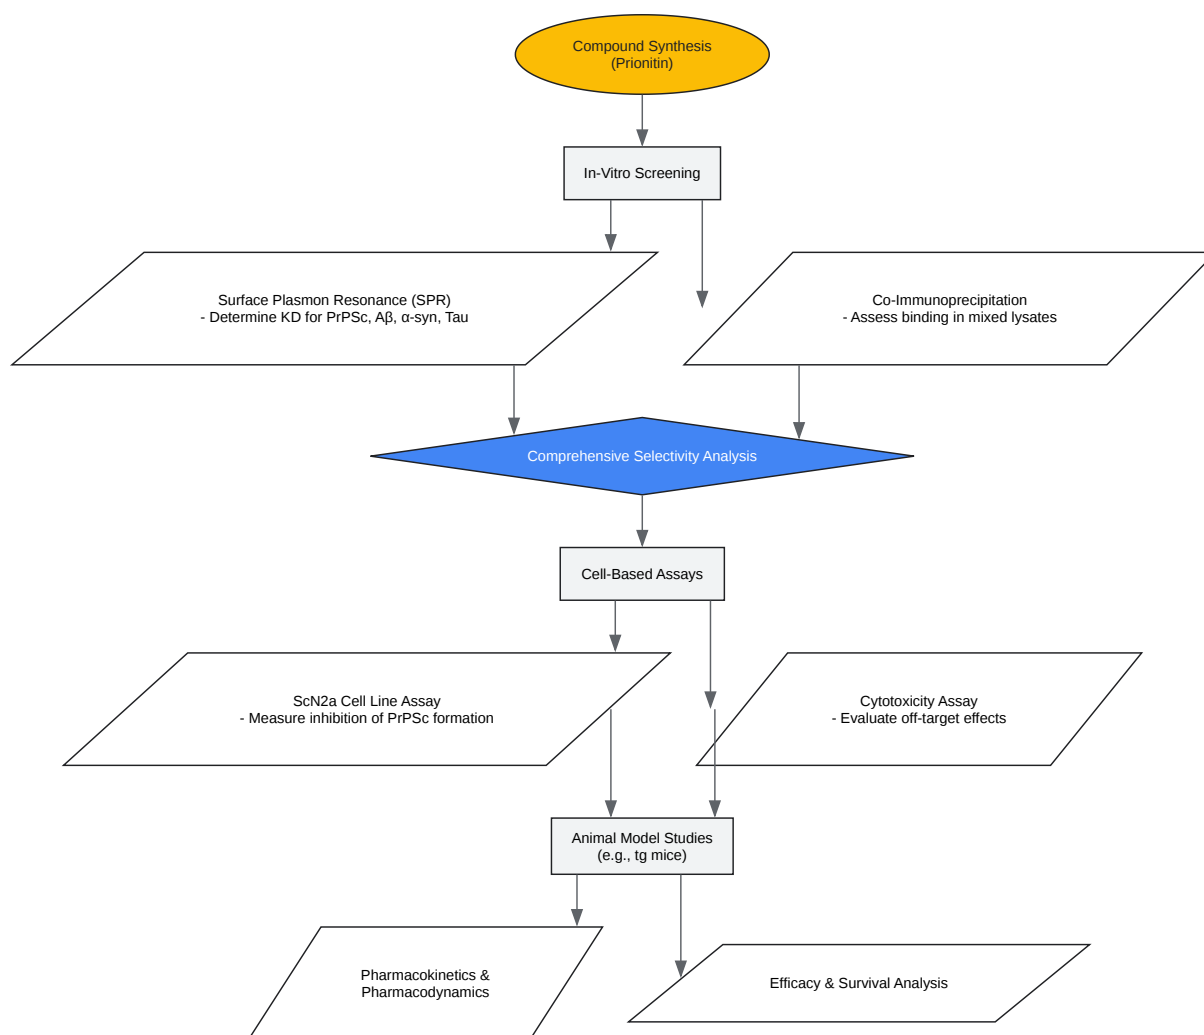 Compound Synthesis
(Prionitin)
In-Vitro Screening
Surface Plasmon Resonance (SPR)
- Determine KD for PrPSc, Aβ, α-syn, Tau
Co-Immunoprecipitation
- Assess binding in mixed lysates
Comprehensive Selectivity Analysis
Cell-Based Assays
ScN2a Cell Line Assay
- Measure inhibition of PrPSc formation
Cytotoxicity Assay
- Evaluate off-target effects
Animal Model Studies
(e.g., tg mice)
Pharmacokinetics &
Pharmacodynamics
Efficacy & Survival Analysis